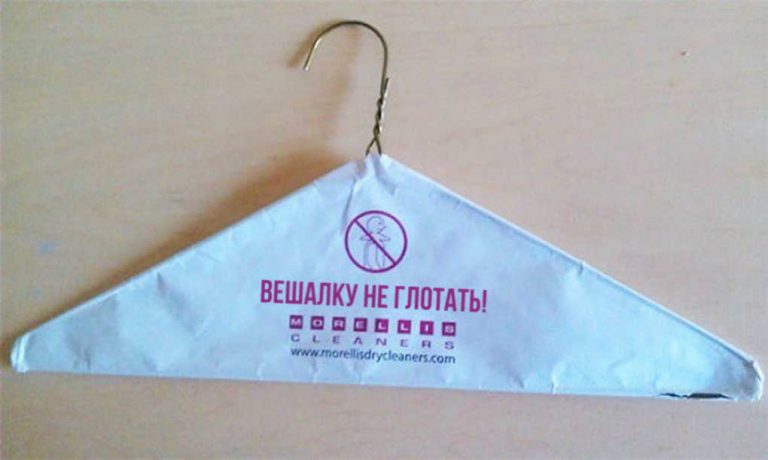 ВЕШАЛКУ НЕ ГЛОТАТЬ!
MORELLIS
CLEANERS
www.morellisdrycleaners.com